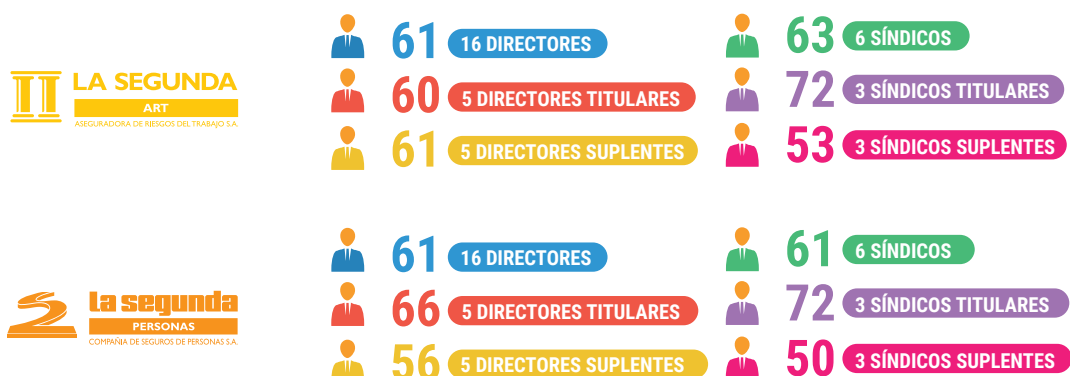 LA SEGUNDA
ART
ASEGURADORA DE RIESGOS DEL TRABAJO S.A.
61 16 DIRECTORES
60 5 DIRECTORES TITULARES
61 5 DIRECTORES SUPLENTES
63 6 SÍNDICOS
72 3 SÍNDICOS TITULARES
53 3 SÍNDICOS SUPLENTES
la segunda
PERSONAS
COMPAÑIA DE SEGUROS DE PERSONAS S.A.
61 16 DIRECTORES
66 5 DIRECTORES TITULARES
56 5 DIRECTORES SUPLENTES
61 6 SÍNDICOS
72 3 SÍNDICOS TITULARES
50 3 SÍNDICOS SUPLENTES